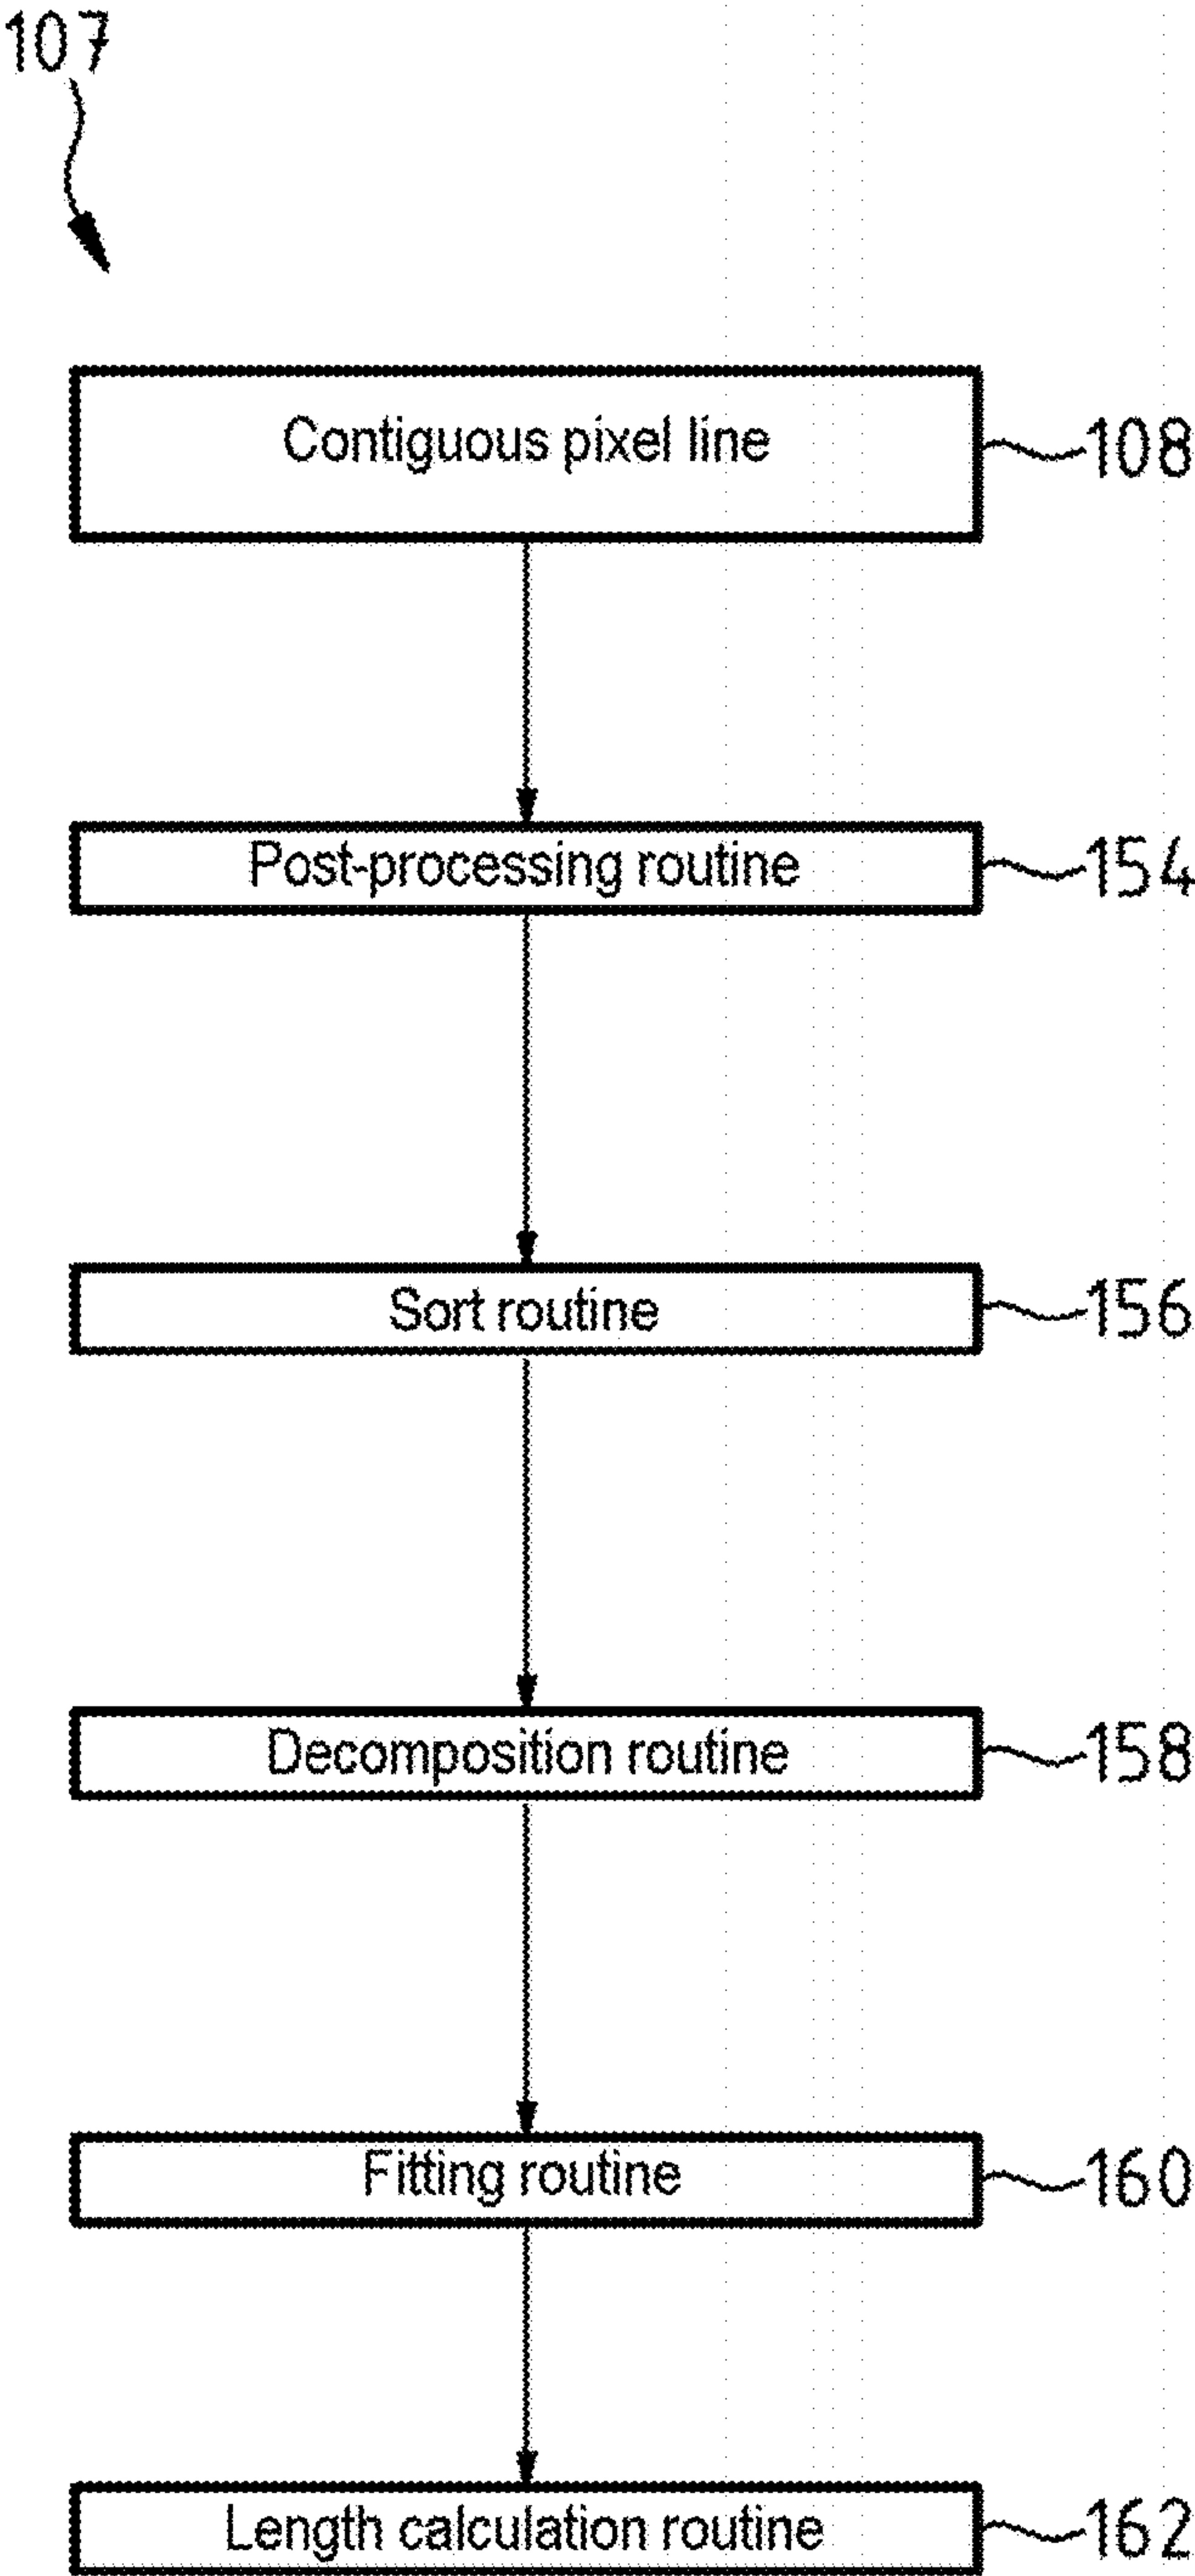 107
Contiguous pixel line
108
Post-processing routine
154
Sort routine
156
Decomposition routine
158
Fitting routine
160
Length calculation routine
162